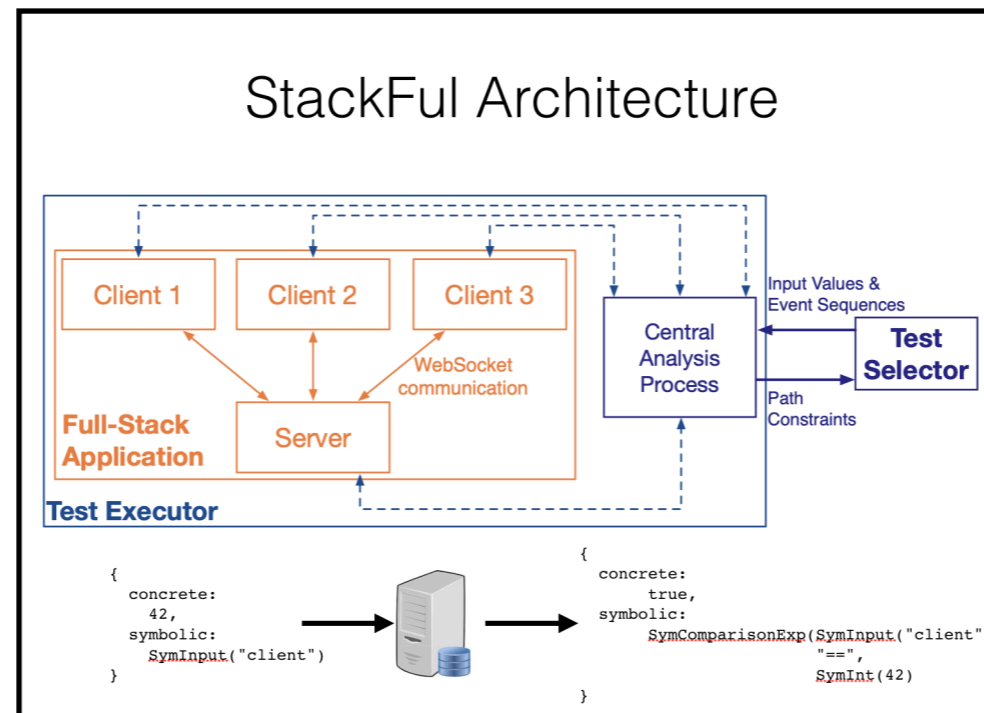 StackFul Architecture
Client 1
Client 2
Client 3
WebSocket
communication
Server
Full-Stack
Application
Test Executor
Central
Analysis
Process
Input Values &
Event Sequences
Test
Selector
Path
Constraints
{
concrete:
42,
symbolic:
SymInput("client")
}
{
concrete:
true,
symbolic:
SymComparisonExp(SymInput("client"
"==",
SymInt(42)
}